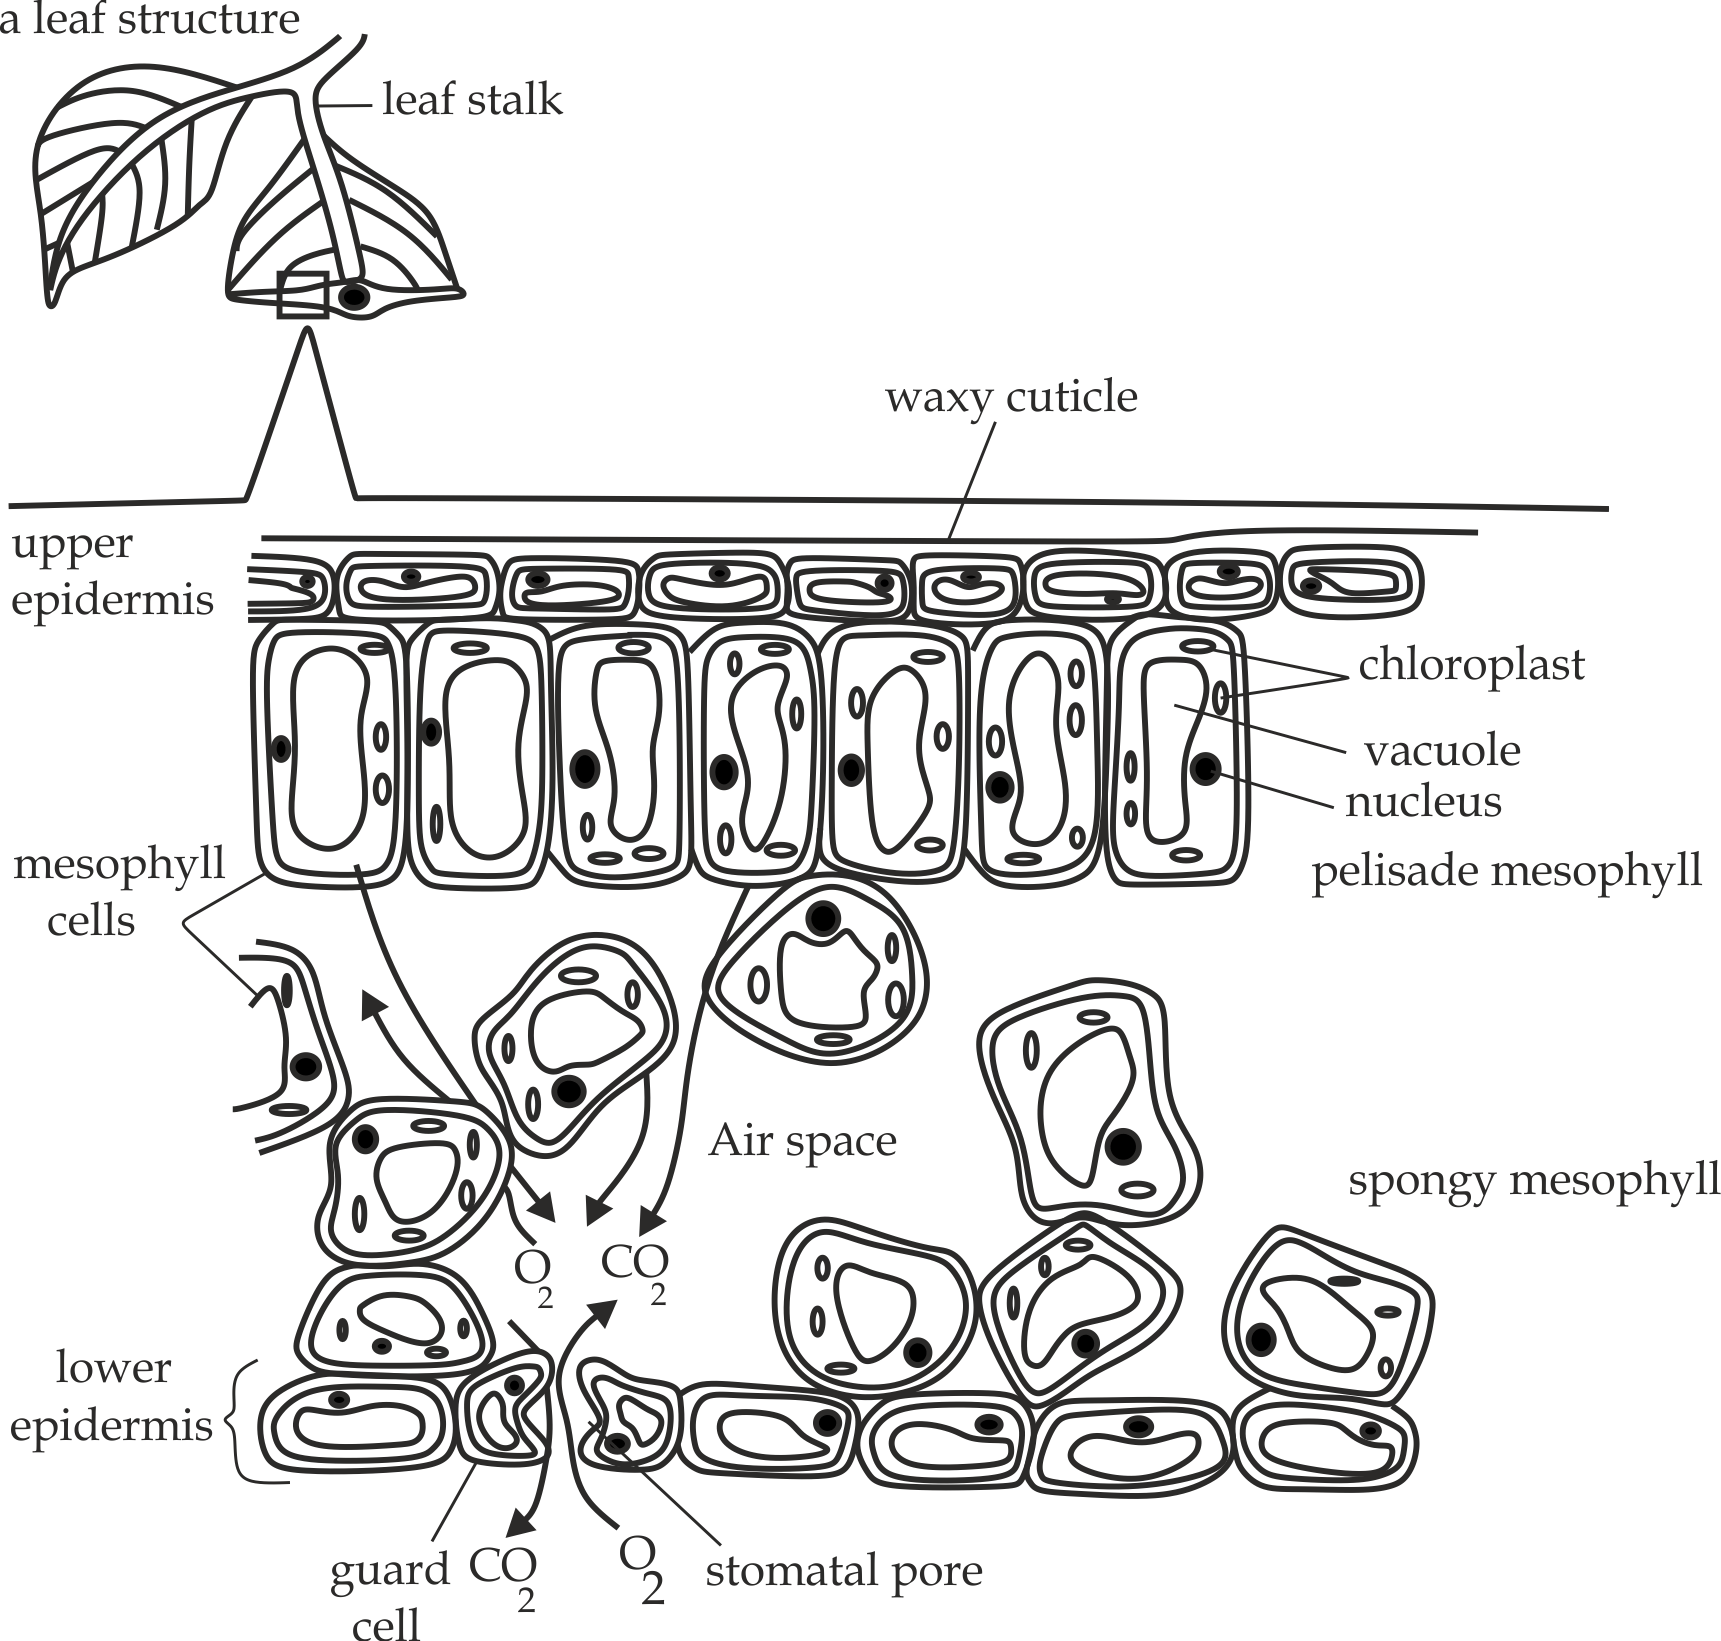 a leaf structure
leaf stalk
waxy cuticle
upper
epidermis
chloroplast
vacuole
nucleus
mesophyll
cells
pelisade mesophyll
Air space
spongy mesophyll
O2
CO2
lower
epidermis
guard
cell
CO2
O2
stomatal pore